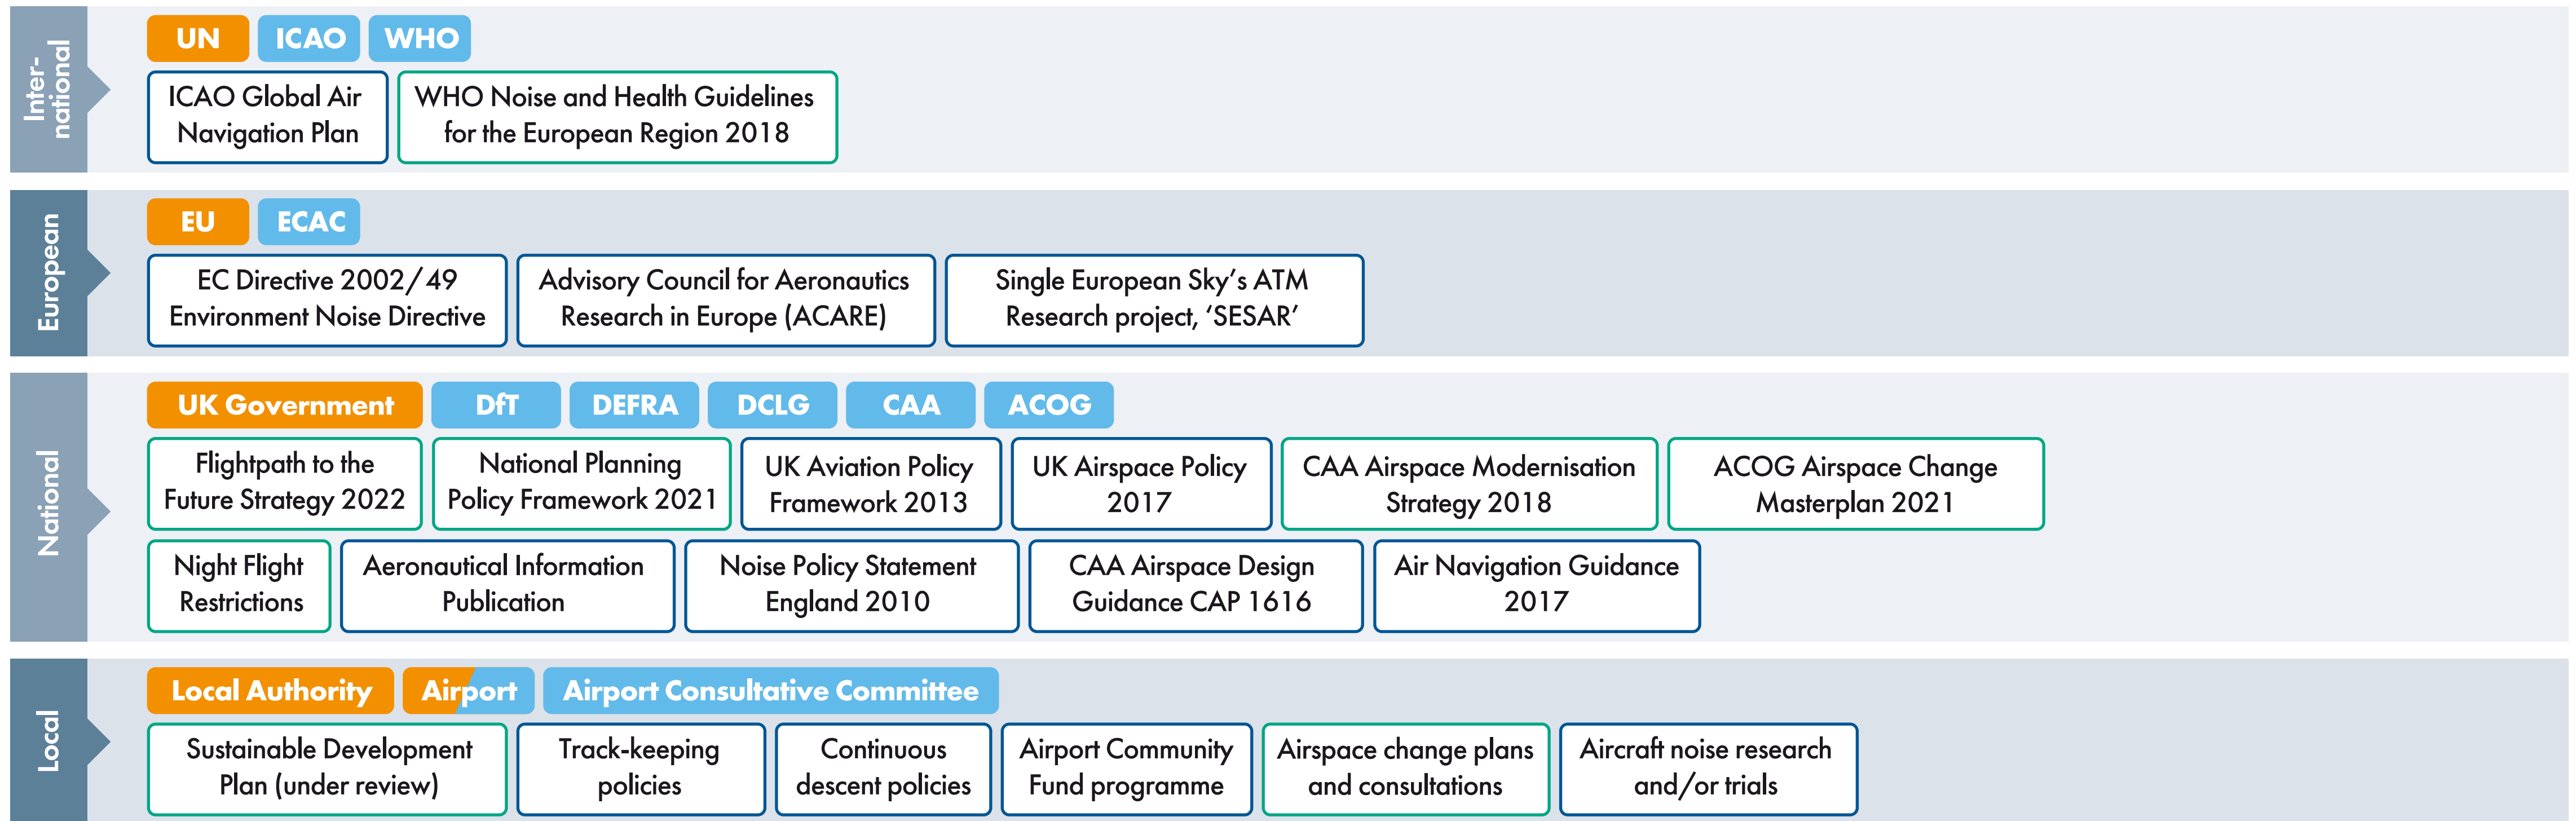 Inter-
national
UN
ICAO
WHO
ICAO Global Air
Navigation Plan
WHO Noise and Health Guidelines
for the European Region 2018
European
EU
ECAC
EC Directive 2002/49
Environment Noise Directive
Advisory Council for Aeronautics
Research in Europe (ACARE)
Single European Sky’s ATM
Research project, ‘SESAR’
National
UK Government
DfT
DEFRA
DCLG
CAA
ACOG
Flightpath to the
Future Strategy 2022
National Planning
Policy Framework 2021
UK Aviation Policy
Framework 2013
UK Airspace Policy
2017
CAA Airspace Modernisation
Strategy 2018
ACOG Airspace Change
Masterplan 2021
Night Flight
Restrictions
Aeronautical Information
Publication
Noise Policy Statement
England 2010
CAA Airspace Design
Guidance CAP 1616
Air Navigation Guidance
2017
Local
Local Authority
Airport
Airport Consultative Committee
Sustainable Development
Plan (under review)
Track-keeping
policies
Continuous
descent policies
Airport Community
Fund programme
Airspace change plans
and consultations
Aircraft noise research
and/or trials